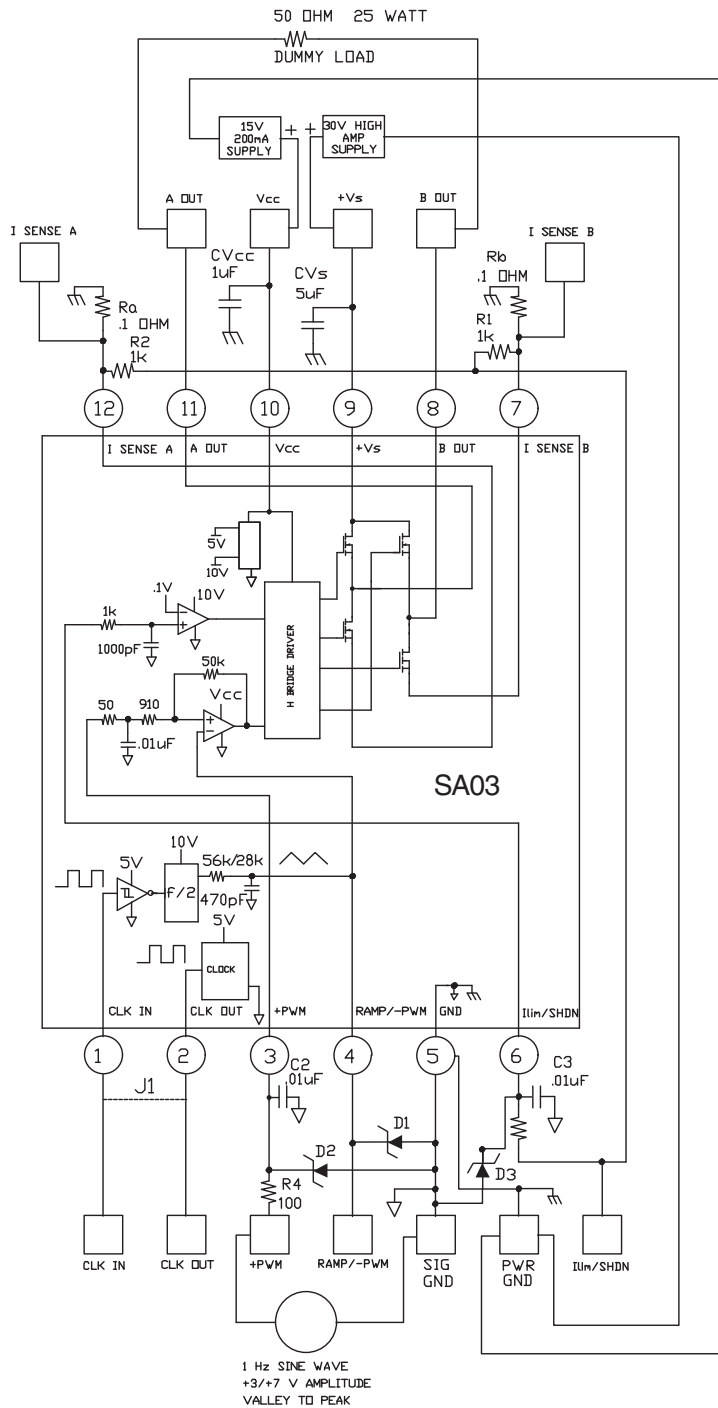 50 OHM 25 WATT
DUMMY LOAD
15V
200mA
SUPPLY
+ +
30V HIGH
AMP
SUPPLY
A OUT
Vcc
+Vs
B OUT
I SENSE A
I SENSE B
CVcc
1uF
CVs
5uF
Ra
.1 OHM
Rb
.1 OHM
R2
1k
R1
1k
12
11
10
9
8
7
I SENSE A
A OUT
Vcc
+Vs
B OUT
I SENSE B
5V
10V
.1V
10V
1k
1000pF
H BRIDGE DRIVER
50k
50
910
Vcc
.01uF
SA03
10V
5V
56k/28k
f/2
470pF
5V
CLOCK
CLK IN
CLK OUT
+PWM
RAMP/-PWM
GND
Ilim/SHDN
1
2
3
4
5
6
J1
C2
.01uF
C3
.01uF
D1
D2
D3
R4
100
CLK IN
CLK OUT
+PWM
RAMP/-PWM
SIG
GND
PWR
GND
Ilim/SHDN
1 Hz SINE WAVE
+3/+7 V AMPLITUDE
VALLEY TO PEAK